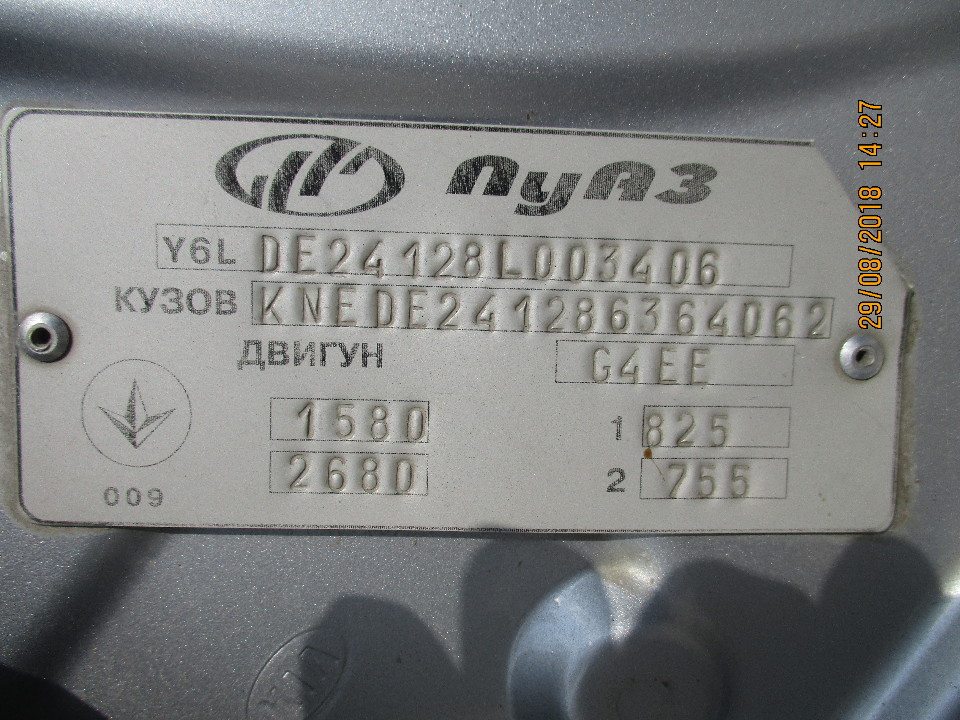 ЛуАЗ
Y6L DE24128L003406
КУЗОВ KNEDE241286364062
ДВИГУН G4EE
1580 1 825
2680 2 755
009
29/08/2018 14:27
KIA